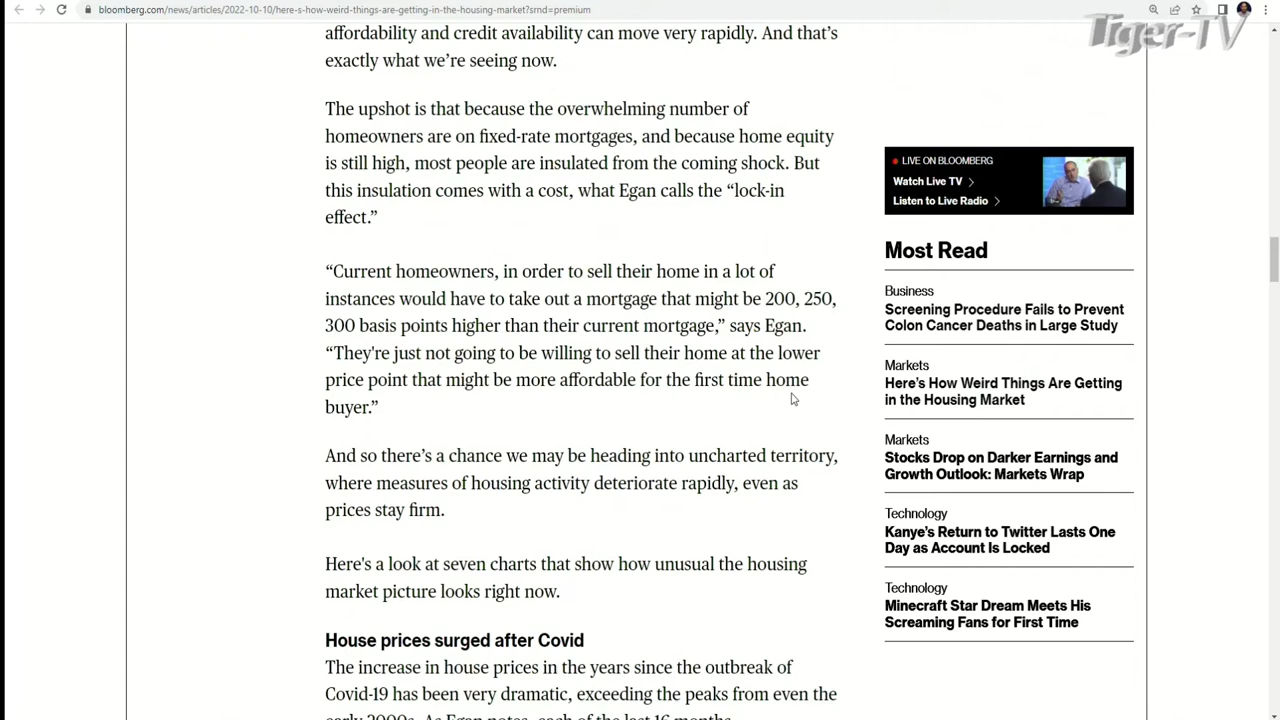 bloomberg.com/news/articles/2022-10-10/here-s-how-weird-things-are-getting-in-the-housing-market?srnd=premium
Tiger-TV
affordability and credit availability can move very rapidly. And that’s
exactly what we’re seeing now.
The upshot is that because the overwhelming number of
homeowners are on fixed-rate mortgages, and because home equity
is still high, most people are insulated from the coming shock. But
this insulation comes with a cost, what Egan calls the “lock-in
effect.”
“Current homeowners, in order to sell their home in a lot of
instances would have to take out a mortgage that might be 200, 250,
300 basis points higher than their current mortgage,” says Egan.
“They're just not going to be willing to sell their home at the lower
price point that might be more affordable for the first time home
buyer.”
And so there’s a chance we may be heading into uncharted territory,
where measures of housing activity deteriorate rapidly, even as
prices stay firm.
Here's a look at seven charts that show how unusual the housing
market picture looks right now.
House prices surged after Covid
The increase in house prices in the years since the outbreak of
Covid-19 has been very dramatic, exceeding the peaks from even the
early 2000s. As Egan notes, each of the last 16 months
LIVE ON BLOOMBERG
Watch Live TV
Listen to Live Radio
Most Read
Business
Screening Procedure Fails to Prevent
Colon Cancer Deaths in Large Study
Markets
Here’s How Weird Things Are Getting
in the Housing Market
Markets
Stocks Drop on Darker Earnings and
Growth Outlook: Markets Wrap
Technology
Kanye’s Return to Twitter Lasts One
Day as Account Is Locked
Technology
Minecraft Star Dream Meets His
Screaming Fans for First Time